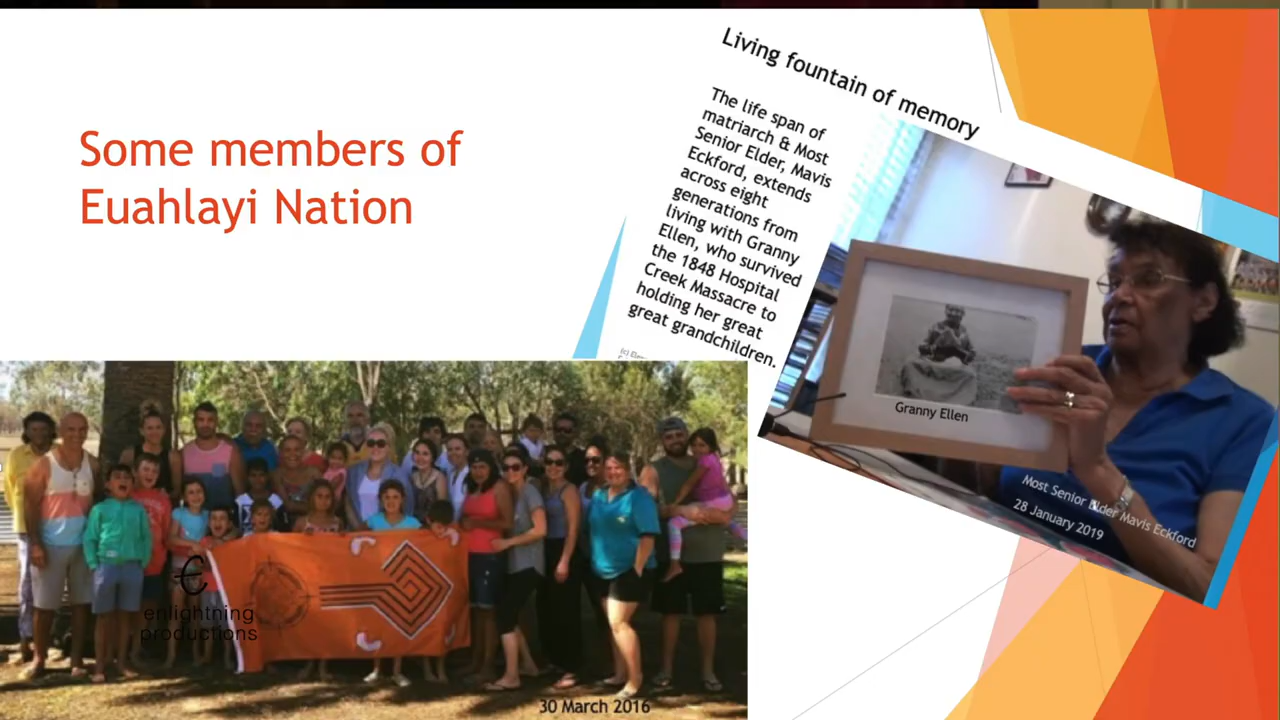 Some members of
Euahlayi Nation
Living fountain of memory
The life span of
matriarch & Most
Senior Elder, Mavis
Eckford, extends
across eight
generations from
living with Granny
Ellen, who survived
the 1848 Hospital
Creek Massacre to
holding her great
great grandchildren.
Granny Ellen
Most Senior Elder Mavis Eckford
28 January 2019
enlightning
productions
30 March 2016